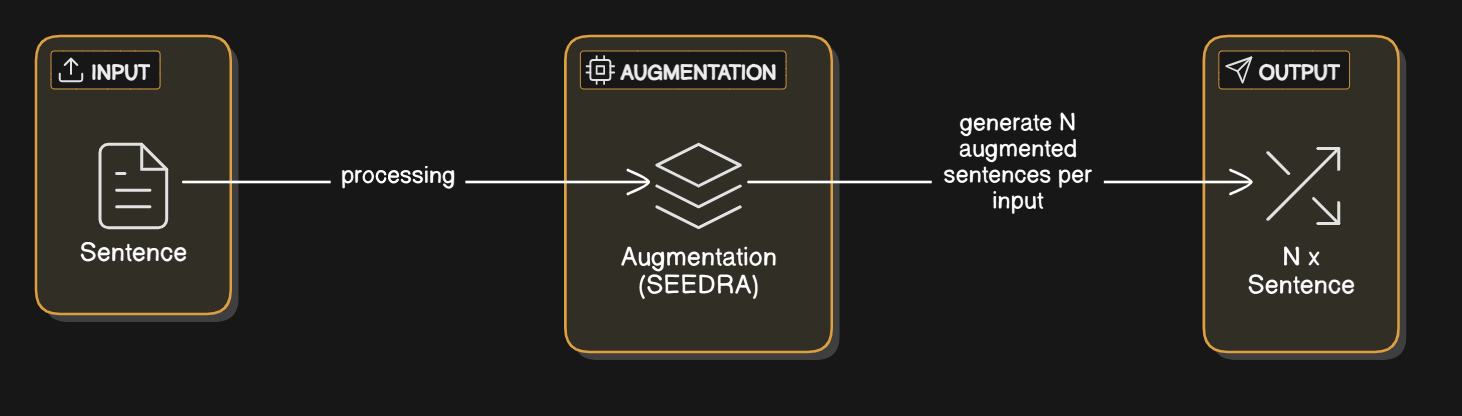 INPUT
Sentence
processing
AUGMENTATION
Augmentation
(SEEDRA)
generate N
augmented
sentences per
input
OUTPUT
N x
Sentence